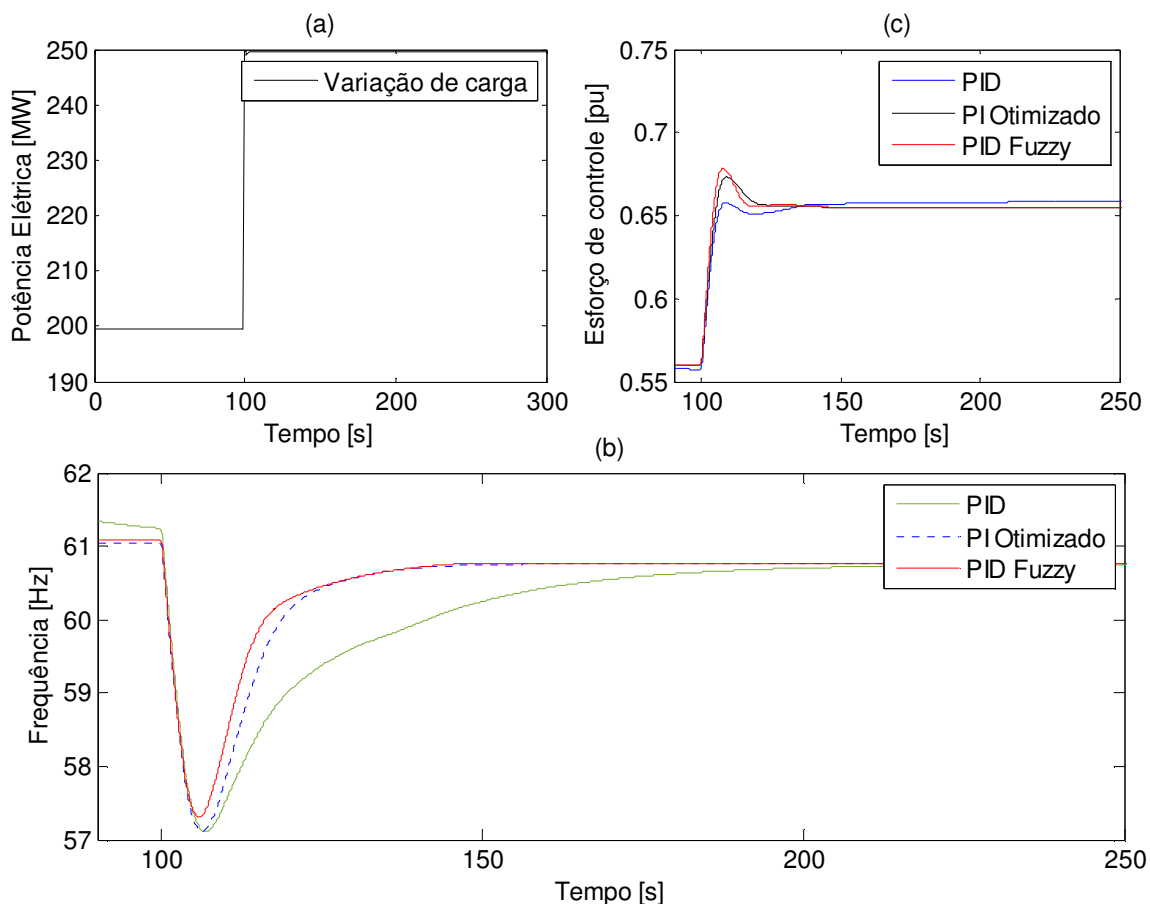 (a)
Potência Elétrica [MW]
250
240
230
220
210
200
190
0
100
200
300
Tempo [s]
Variação de carga
(c)
Esforço de controle [pu]
0.75
0.7
0.65
0.6
0.55
100
150
200
250
Tempo [s]
PID
PI Otimizado
PID Fuzzy
(b)
Frequência [Hz]
62
61
60
59
58
57
100
150
200
250
Tempo [s]
PID
PI Otimizado
PID Fuzzy